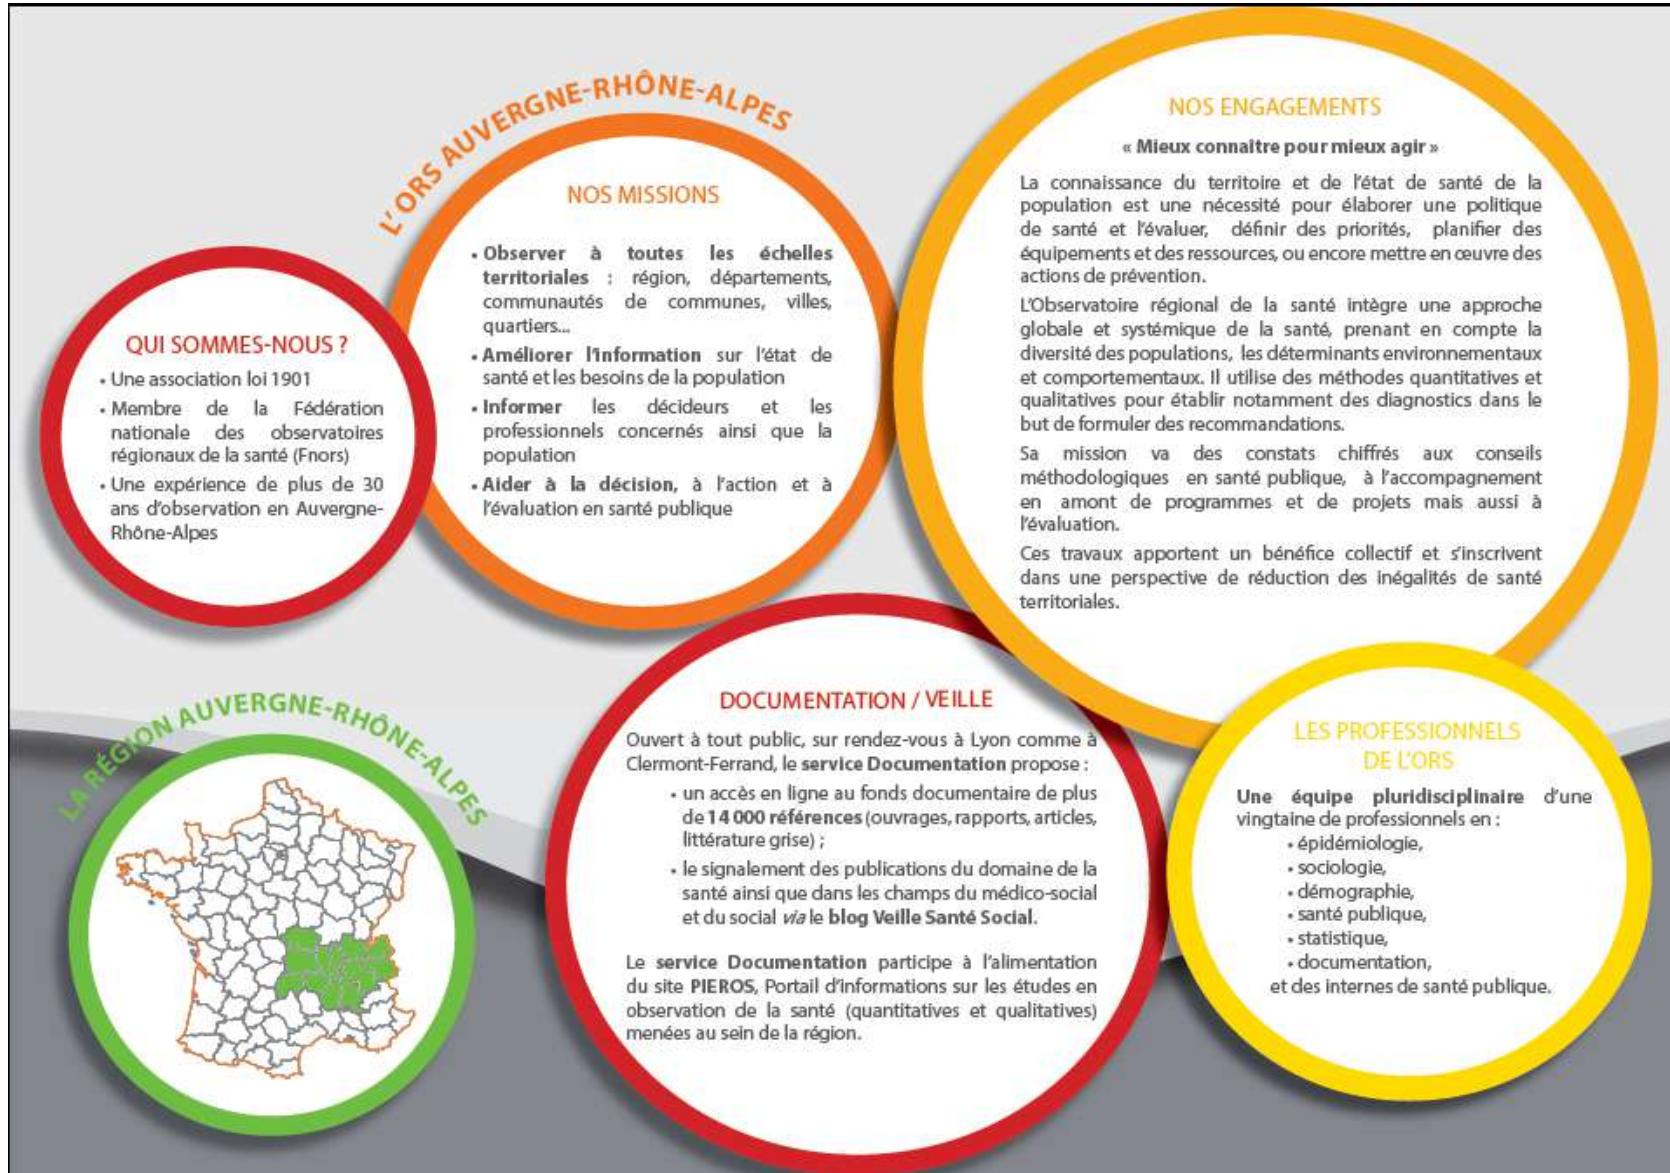 L'ORS AUVERGNE-RHÔNE-ALPES
QUI SOMMES-NOUS ?
• Une association loi 1901
• Membre de la Fédération
nationale des observatoires
régionaux de la santé (Fnors)
• Une expérience de plus de 30
ans d'observation en Auvergne-
Rhône-Alpes
NOS MISSIONS
• Observer à toutes les échelles
territoriales : région, départements,
communautés de communes, villes,
quartiers...
• Améliorer l'information sur l'état de
santé et les besoins de la population
• Informer les décideurs et les
professionnels concernés ainsi que la
population
• Aider à la décision, à l'action et à
l'évaluation en santé publique
NOS ENGAGEMENTS
« Mieux connaître pour mieux agir »
La connaissance du territoire et de l'état de santé de la
population est une nécessité pour élaborer une politique
de santé et l'évaluer, définir des priorités, planifier des
équipements et des ressources, ou encore mettre en œuvre des
actions de prévention.
L'Observatoire régional de la santé intègre une approche
globale et systémique de la santé, prenant en compte la
diversité des populations, les déterminants environnementaux
et comportementaux. Il utilise des méthodes quantitatives et
qualitatives pour établir notamment des diagnostics dans le
but de formuler des recommandations.
Sa mission va des constats chiffrés aux conseils
méthodologiques en santé publique, à l'accompagnement
en amont de programmes et de projets mais aussi à
l'évaluation.
Ces travaux apportent un bénéfice collectif et s'inscrivent
dans une perspective de réduction des inégalités de santé
territoriales.
LA RÉGION AUVERGNE-RHÔNE-ALPES
DOCUMENTATION / VEILLE
Ouvert à tout public, sur rendez-vous à Lyon comme à
Clermont-Ferrand, le service Documentation propose :
• un accès en ligne au fonds documentaire de plus
de 14 000 références (ouvrages, rapports, articles,
littérature grise) ;
• le signalement des publications du domaine de la
santé ainsi que dans les champs du médico-social
et du social via le blog Veille Santé Social.
Le service Documentation participe à l'alimentation
du site PIEROS, Portail d'informations sur les études en
observation de la santé (quantitatives et qualitatives)
menées au sein de la région.
LES PROFESSIONNELS
DE L'ORS
Une équipe pluridisciplinaire d'une
vingtaine de professionnels en :
• épidémiologie,
• sociologie,
• démographie,
• santé publique,
• statistique,
• documentation,
et des internes de santé publique.